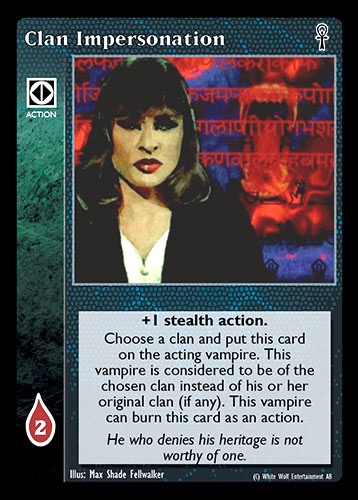 Clan Impersonation
ACTION
+1 stealth action.
Choose a clan and put this card
on the acting vampire. This
vampire is considered to be of the
chosen clan instead of his or her
original clan (if any). This vampire
can burn this card as an action.
He who denies his heritage is not
worthy of one.
2
Illus: Max Shade Fellwalker
(C) White Wolf Entertainment AB